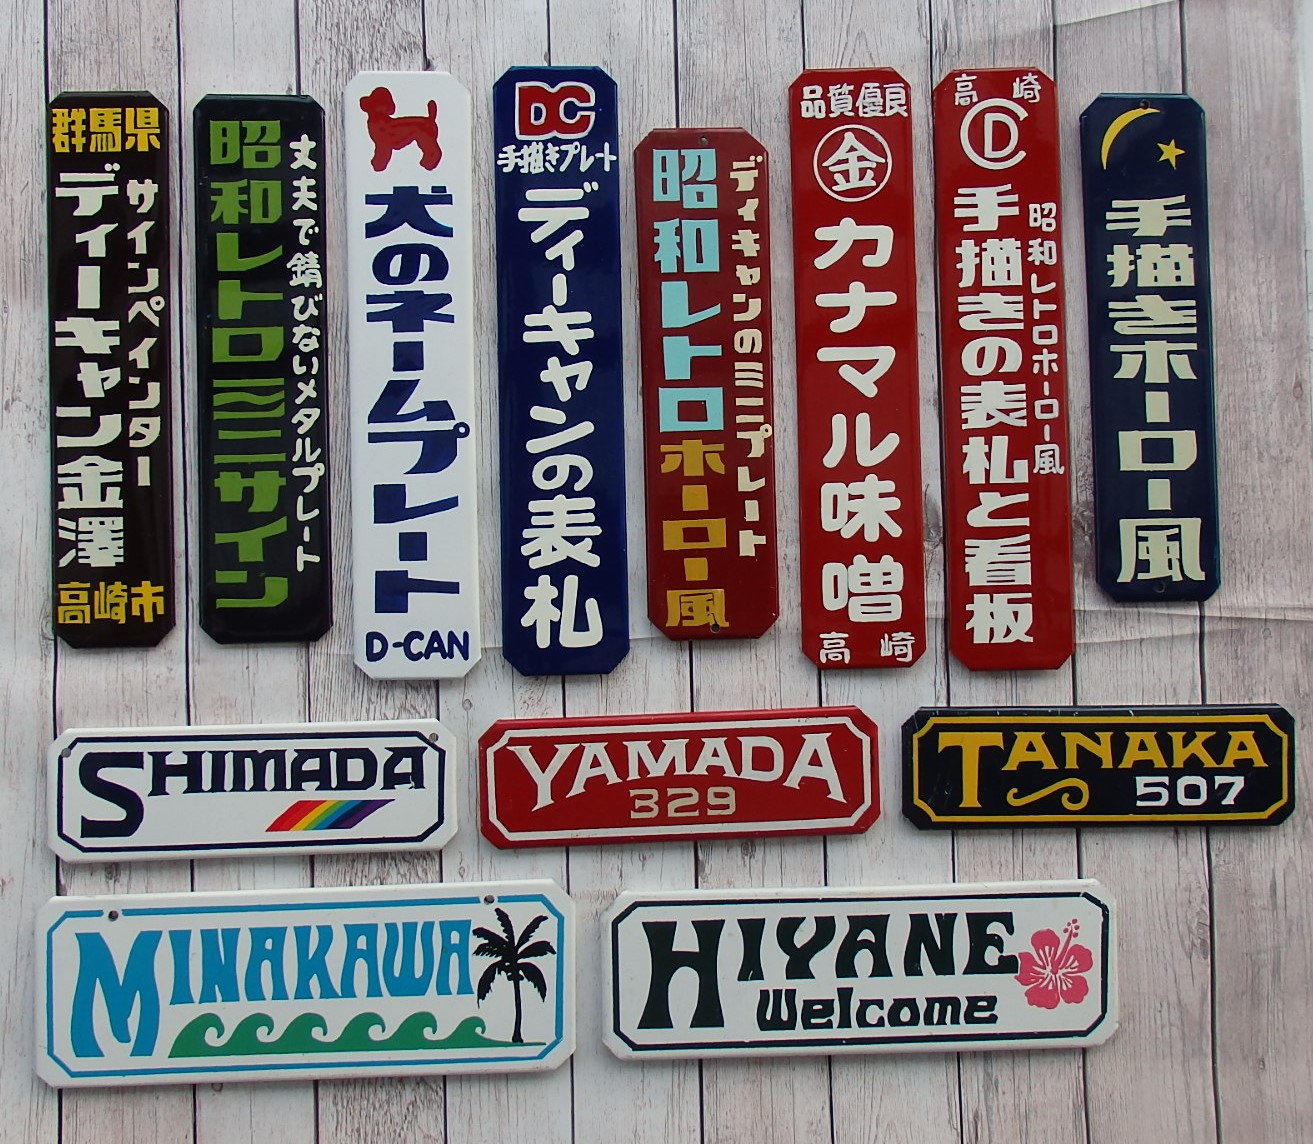 群馬県
サインペインター
ディーキャン金澤
高崎市
丈夫で錆びないメタルプレート
昭和レトロミニサイン
犬のネームプレート
D-CAN
DC
手描きプレート
ディーキャンの表札
ディキャンのミニプレート
昭和レトロホーロー風
品質優良
金
カナマル味噌
高崎
高崎
DC
昭和レトロホーロー風
手描きの表札と看板
手描きホーロー風
SHIMADA
YAMADA
329
TANAKA
507
MINAKAWA
HIYANE
Welcome